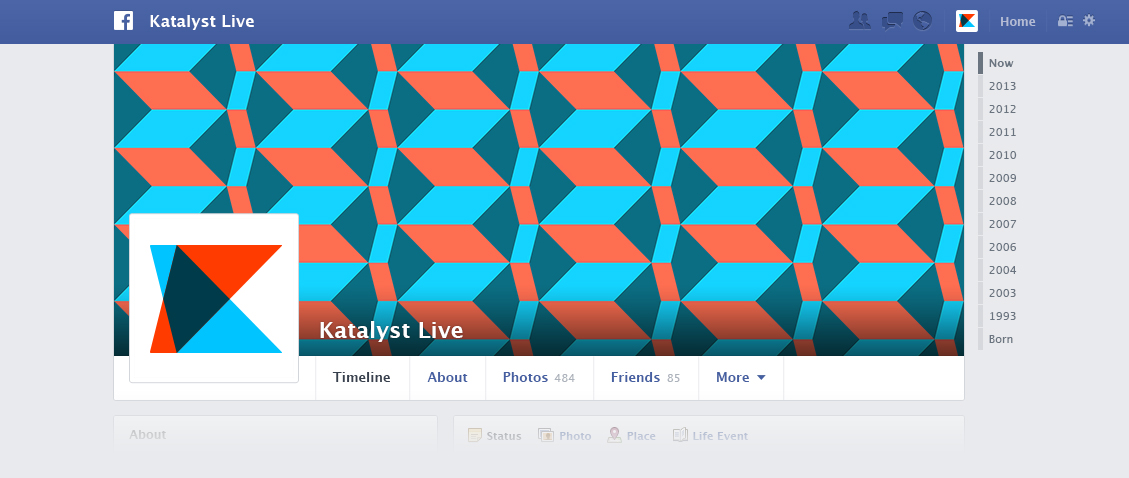 Katalyst Live
Home
Now
2013
2012
2011
2010
2009
2008
2007
2006
2004
2003
1993
Born
Katalyst Live
Timeline
About
Photos 484
Friends 85
More
About
Status
Photo
Place
Life Event